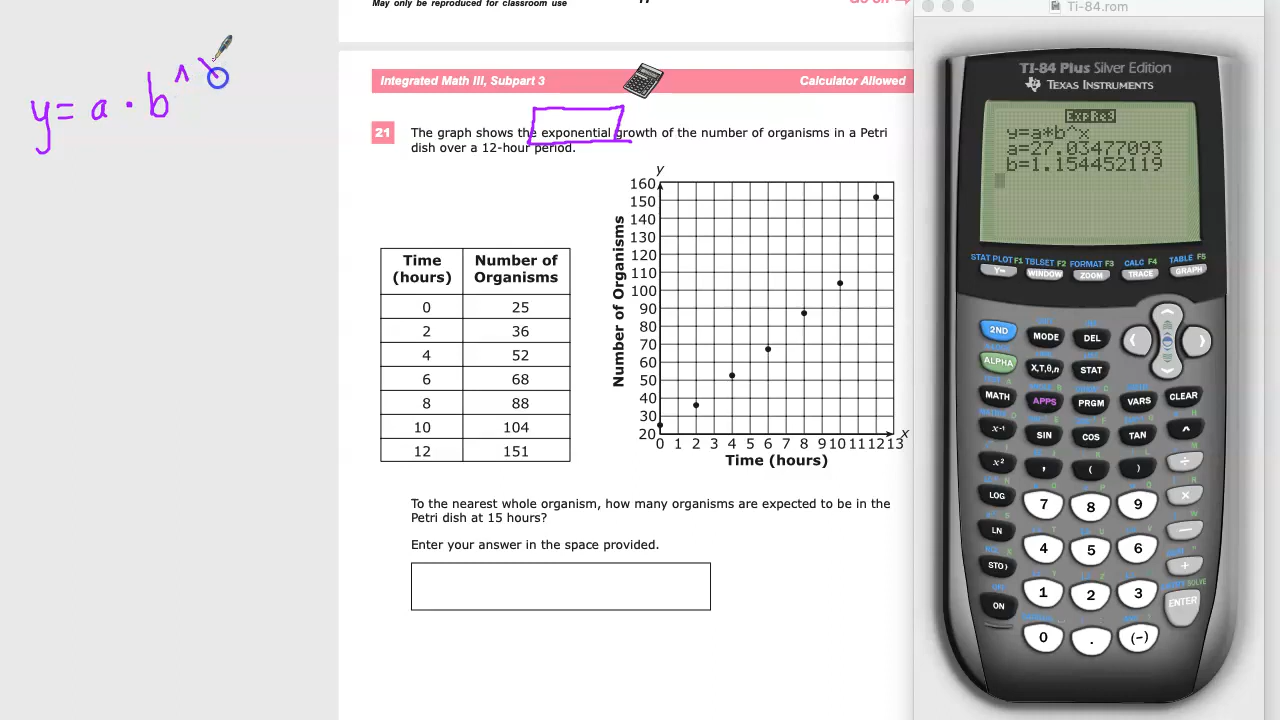 May only be reproduced for classroom use
Ti-84.rom
y= a · b ^ x
Integrated Math III, Subpart 3
Calculator Allowed
21
The graph shows the exponential growth of the number of organisms in a Petri
dish over a 12-hour period.
Time
(hours)
Number of
Organisms
0 25
2 36
4 52
6 68
8 88
10 104
12 151
y
Number of Organisms
160
150
140
130
120
110
100
90
80
70
60
50
40
30
20
0 1 2 3 4 5 6 7 8 9 10 11 12 13
x
Time (hours)
To the nearest whole organism, how many organisms are expected to be in the
Petri dish at 15 hours?
Enter your answer in the space provided.
TI-84 Plus Silver Edition
TEXAS INSTRUMENTS
ExpReg
y=a*b^x
a=27.03477093
b=1.154452119
STAT PLOT F1 TBLSET F2 FORMAT F3 CALC F4 TABLE F5
Y= WINDOW ZOOM TRACE GRAPH
2ND MODE DEL
ALPHA X,T,θ,n STAT
MATH APPS PRGM VARS CLEAR
x-1 SIN COS TAN ^
x² , ( ) ÷
LOG 7 8 9 ×
LN 4 5 6 −
STO› 1 2 3 +
ON 0 . (−) ENTER